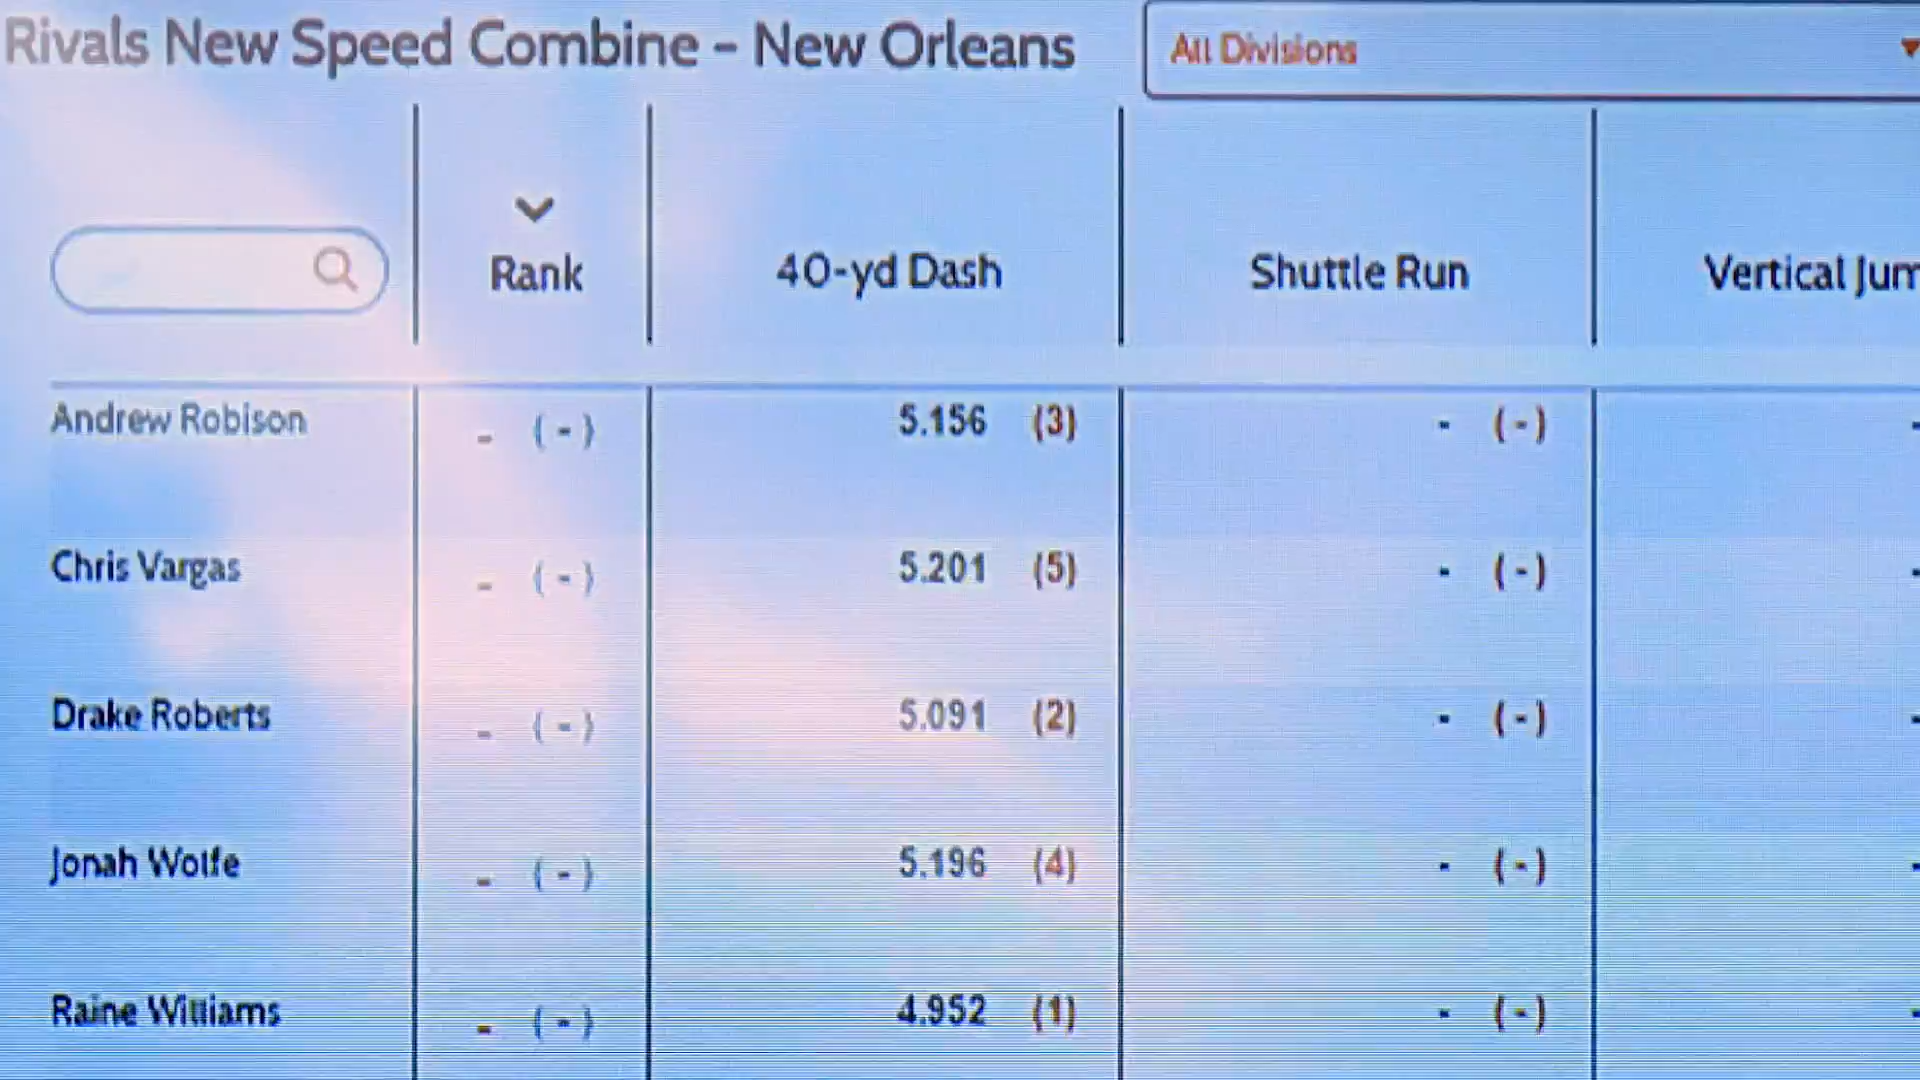 Rivals New Speed Combine – New Orleans
All Divisions
Rank
40-yd Dash
Shuttle Run
Vertical Jum
Andrew Robison - (-) 5.156 (3) - (-) -
Chris Vargas - (-) 5.201 (5) - (-) -
Drake Roberts - (-) 5.091 (2) - (-) -
Jonah Wolfe - (-) 5.196 (4) - (-) -
Raine Williams - (-) 4.952 (1) - (-) -